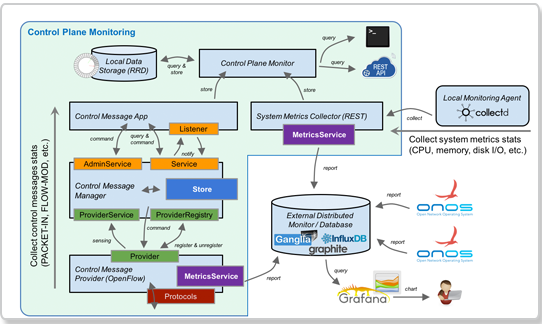 Control Plane Monitoring
Local Data
Storage (RRD)
query &
store
Control Plane Monitor
query
query
REST
API
store
store
Control Message App
Listener
System Metrics Collector (REST)
MetricsService
collect
Local Monitoring Agent
collectd
Collect system metrics stats
(CPU, memory, disk I/O, etc.)
command
query &
command
notify
AdminService
Service
Control Message
Manager
Store
ProviderService
ProviderRegistry
Collect control messages stats
(PACKET-IN, FLOW-MOD, etc.)
sensing
command
Provider
register & unregister
Control Message
Provider (OpenFlow)
MetricsService
Protocols
report
report
External Distributed
Monitor / Database
Ganglia
InfluxDB
graphite
report
onos
Open Network Operating System
report
onos
Open Network Operating System
query
Grafana
chart